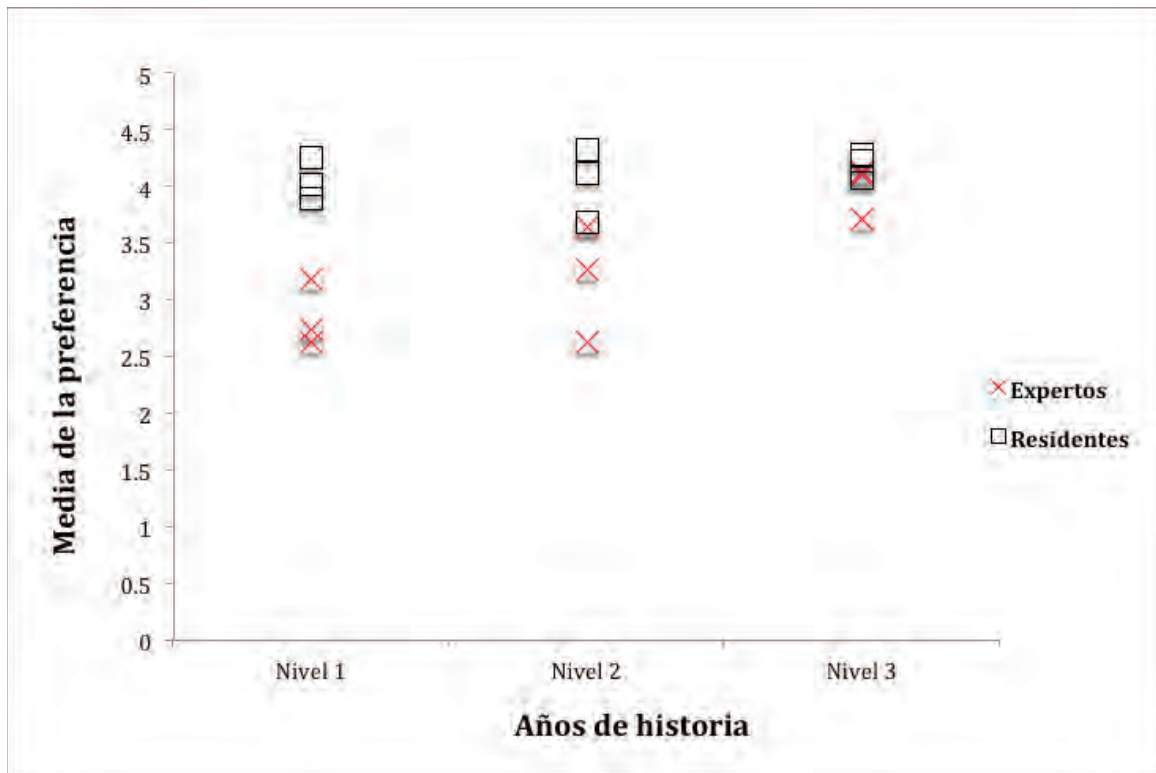 5
4.5
4
3.5
3
2.5
2
1.5
1
0.5
0
Media de la preferencia
Nivel 1 Nivel 2 Nivel 3
Años de historia
Expertos
Residentes